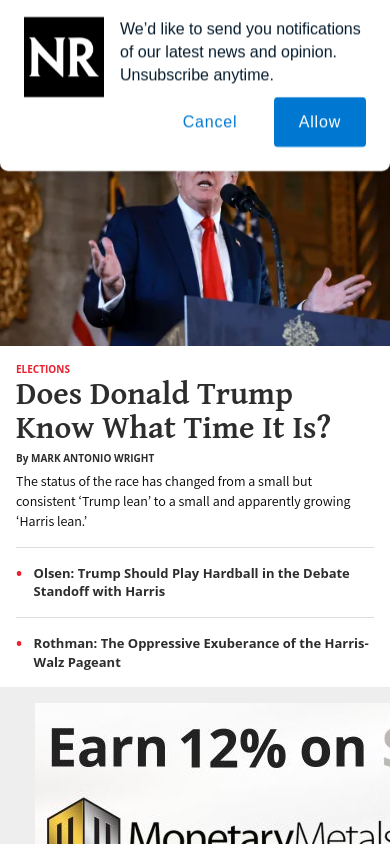 NR
We’d like to send you notifications
of our latest news and opinion.
Unsubscribe anytime.
Cancel
Allow
ELECTIONS
Does Donald Trump
Know What Time It Is?
By MARK ANTONIO WRIGHT
The status of the race has changed from a small but
consistent ‘Trump lean’ to a small and apparently growing
‘Harris lean.’
Olsen: Trump Should Play Hardball in the Debate
Standoff with Harris
Rothman: The Oppressive Exuberance of the Harris-
Walz Pageant
Earn 12% on
MonetaryMetals